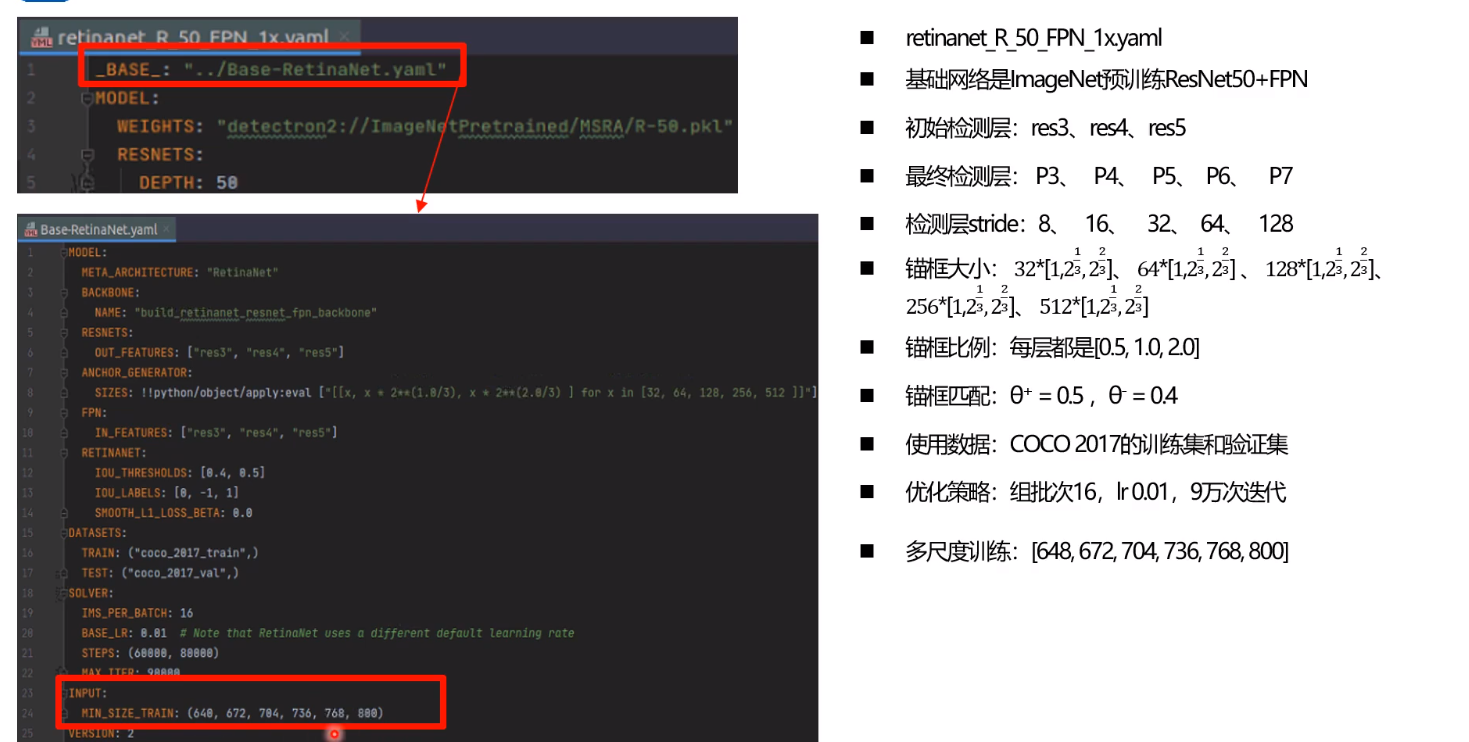 retinanet_R_50_FPN_1x.yaml
1 _BASE_: "../Base-RetinaNet.yaml"
2 MODEL:
3 WEIGHTS: "detectron2://ImageNetPretrained/MSRA/R-50.pkl"
4 RESNETS:
5 DEPTH: 50
Base-RetinaNet.yaml
1 MODEL:
2 META_ARCHITECTURE: "RetinaNet"
3 BACKBONE:
4 NAME: "build_retinanet_resnet_fpn_backbone"
5 RESNETS:
6 OUT_FEATURES: ["res3", "res4", "res5"]
7 ANCHOR_GENERATOR:
8 SIZES: !!python/object/apply:eval ["[[x, x * 2**(1.0/3), x * 2**(2.0/3) ] for x in [32, 64, 128, 256, 512 ]]"]
9 FPN:
10 IN_FEATURES: ["res3", "res4", "res5"]
11 RETINANET:
12 IOU_THRESHOLDS: [0.4, 0.5]
13 IOU_LABELS: [0, -1, 1]
14 SMOOTH_L1_LOSS_BETA: 0.0
15 DATASETS:
16 TRAIN: ("coco_2017_train",)
17 TEST: ("coco_2017_val",)
18 SOLVER:
19 IMS_PER_BATCH: 16
20 BASE_LR: 0.01 # Note that RetinaNet uses a different default learning rate
21 STEPS: (60000, 80000)
22 MAX_ITER: 90000
23 INPUT:
24 MIN_SIZE_TRAIN: (640, 672, 704, 736, 768, 800)
25 VERSION: 2
■ retinanet_R_50_FPN_1x.yaml
■ 基础网络是ImageNet预训练ResNet50+FPN
■ 初始检测层：res3、res4、res5
■ 最终检测层： P3、 P4、 P5、 P6、 P7
■ 检测层stride：8、 16、 32、 64、 128
■ 锚框大小：32*[1,2^{1/3},2^{2/3}]、64*[1,2^{1/3},2^{2/3}]、128*[1,2^{1/3},2^{2/3}]、
256*[1,2^{1/3},2^{2/3}]、512*[1,2^{1/3},2^{2/3}]
■ 锚框比例：每层都是[0.5, 1.0, 2.0]
■ 锚框匹配：θ⁺ = 0.5 ，θ⁻ = 0.4
■ 使用数据：COCO 2017的训练集和验证集
■ 优化策略：组批次16，lr 0.01，9万次迭代
■ 多尺度训练：[648, 672, 704, 736, 768, 800]